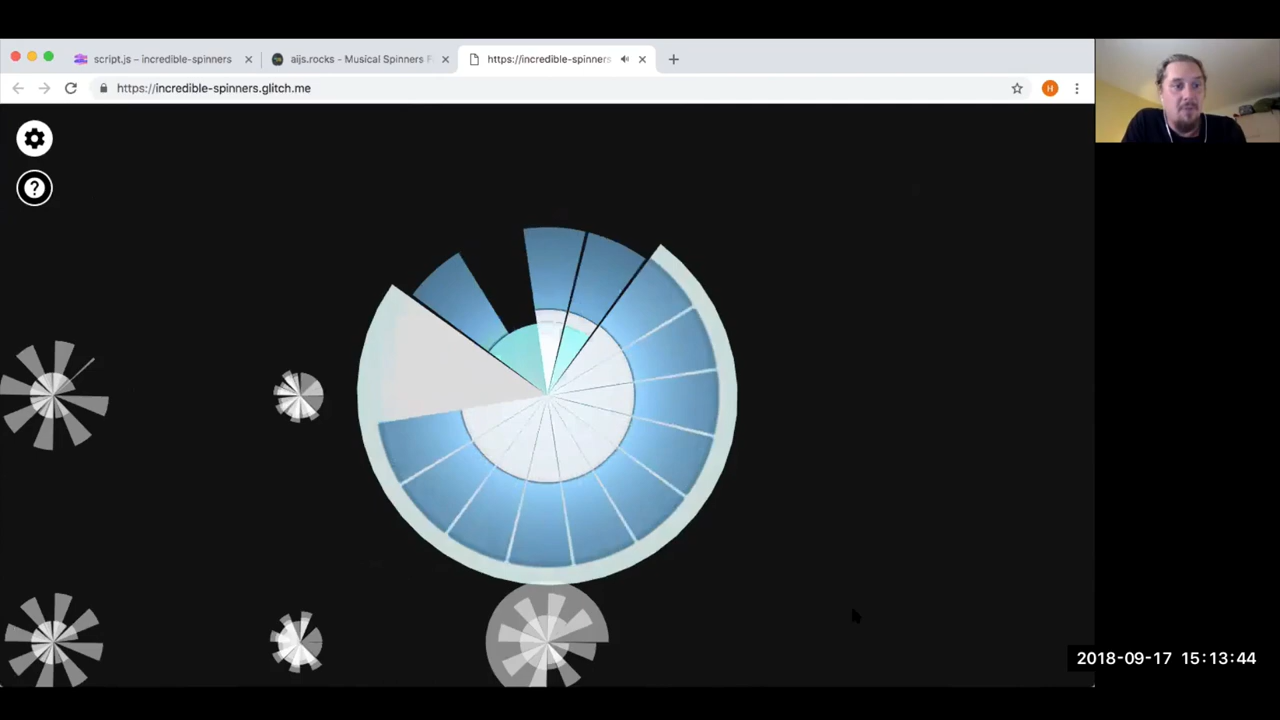 script.js – incredible-spinners
aijs.rocks - Musical Spinners F
https://incredible-spinners
https://incredible-spinners.glitch.me
H
?
2018-09-17 15:13:44